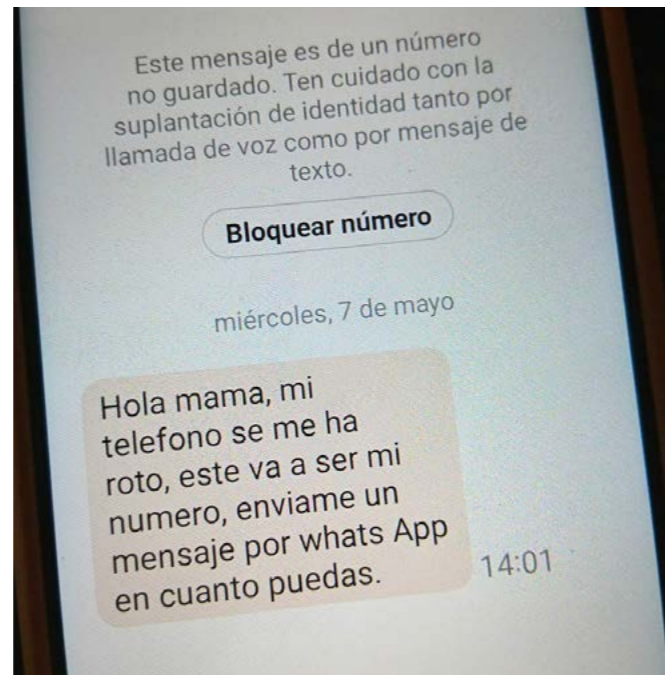 Este mensaje es de un número
no guardado. Ten cuidado con la
suplantación de identidad tanto por
llamada de voz como por mensaje de
texto.
Bloquear número
miércoles, 7 de mayo
Hola mama, mi
telefono se me ha
roto, este va a ser mi
numero, enviame un
mensaje por whats App
en cuanto puedas.
14:01